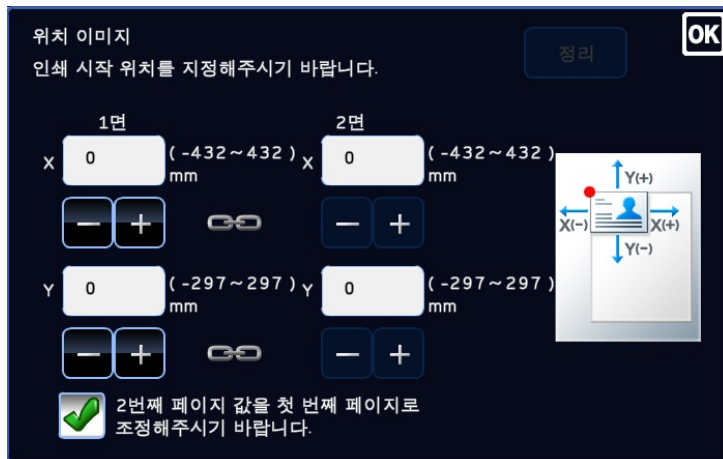 위치 이미지
OK
인쇄 시작 위치를 지정해주시기 바랍니다.
정리
1면
2면
X 0 (-432~432) mm
X 0 (-432~432) mm
- +
- +
Y(+)
X(-) X(+)
Y(-)
Y 0 (-297~297) mm
Y 0 (-297~297) mm
- +
- +
2번째 페이지 값을 첫 번째 페이지로
조정해주시기 바랍니다.